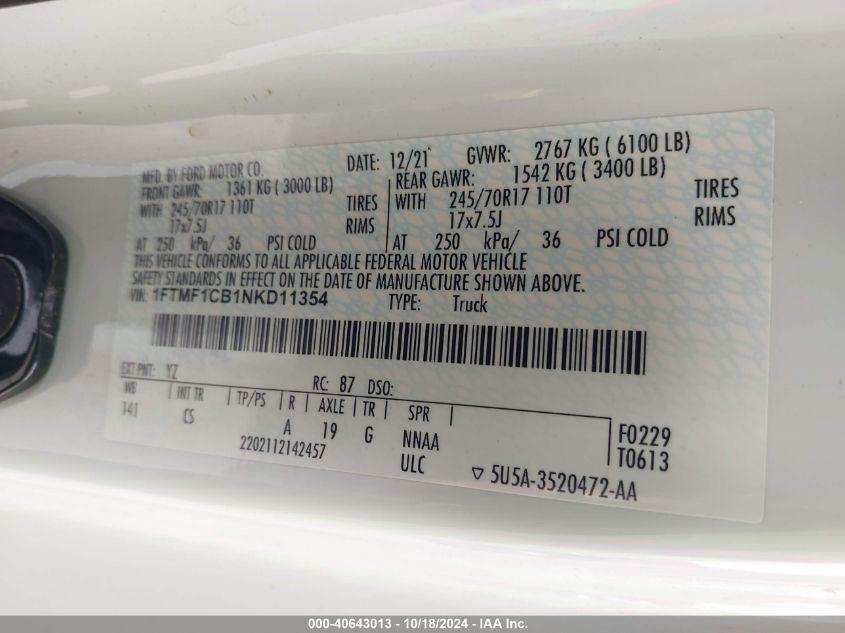 MFD. BY FORD MOTOR CO.
DATE: 12/21
GVWR: 2767 KG ( 6100 LB)
FRONT GAWR: 1361 KG ( 3000 LB)
WITH 245/70R17 110T TIRES
17x7.5J RIMS
AT 250 kPa/ 36 PSI COLD
REAR GAWR: 1542 KG ( 3400 LB)
WITH 245/70R17 110T TIRES
17x7.5J RIMS
AT 250 kPa/ 36 PSI COLD
THIS VEHICLE CONFORMS TO ALL APPLICABLE FEDERAL MOTOR VEHICLE
SAFETY STANDARDS IN EFFECT ON THE DATE OF MANUFACTURE SHOWN ABOVE.
VIN: 1FTMF1CB1NKD11354
TYPE: Truck
EXT PNT: YZ
RC: 87 DSO:
WB | INT TR | TP/PS | R | AXLE | TR | SPR
141 CS A 19 G NNAA
2202112142457 ULC
F0229
T0613
▽ 5U5A-3520472-AA
000-40643013 - 10/18/2024 - IAA Inc.